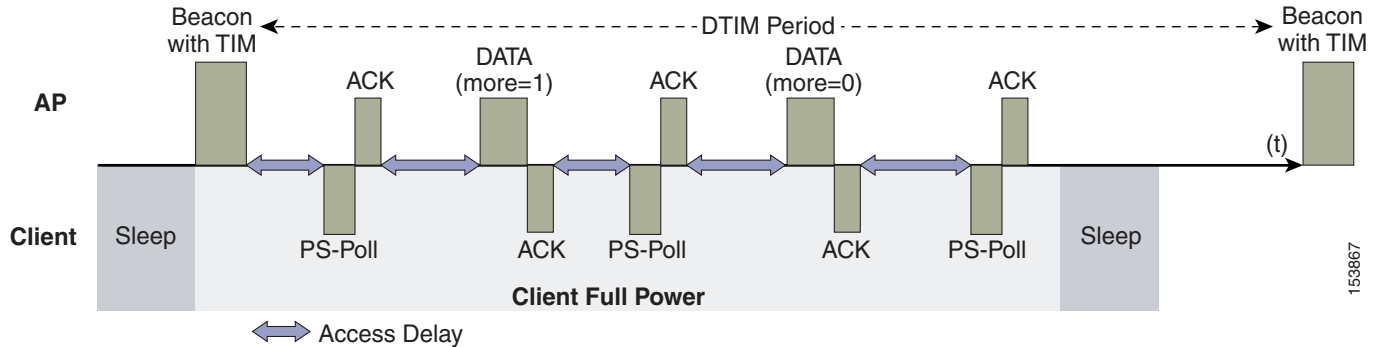 Beacon
with TIM
DTIM Period
Beacon
with TIM
AP
ACK
DATA
(more=1)
ACK
DATA
(more=0)
ACK
(t)
Client
Sleep
PS-Poll
ACK
PS-Poll
ACK
PS-Poll
Sleep
Client Full Power
Access Delay
153867